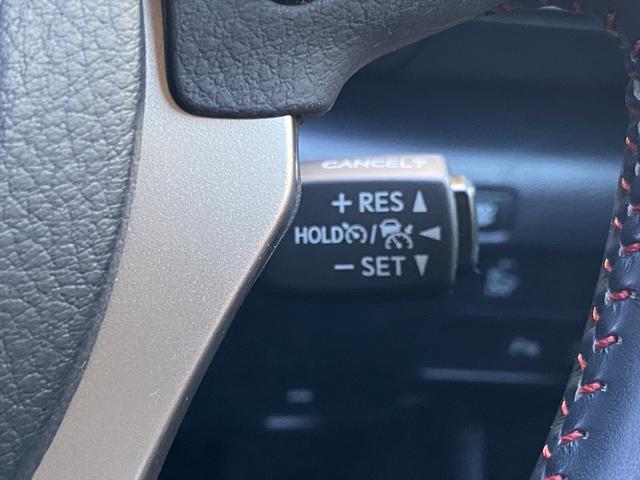 CANCEL
+ RES
HOLD /
− SET